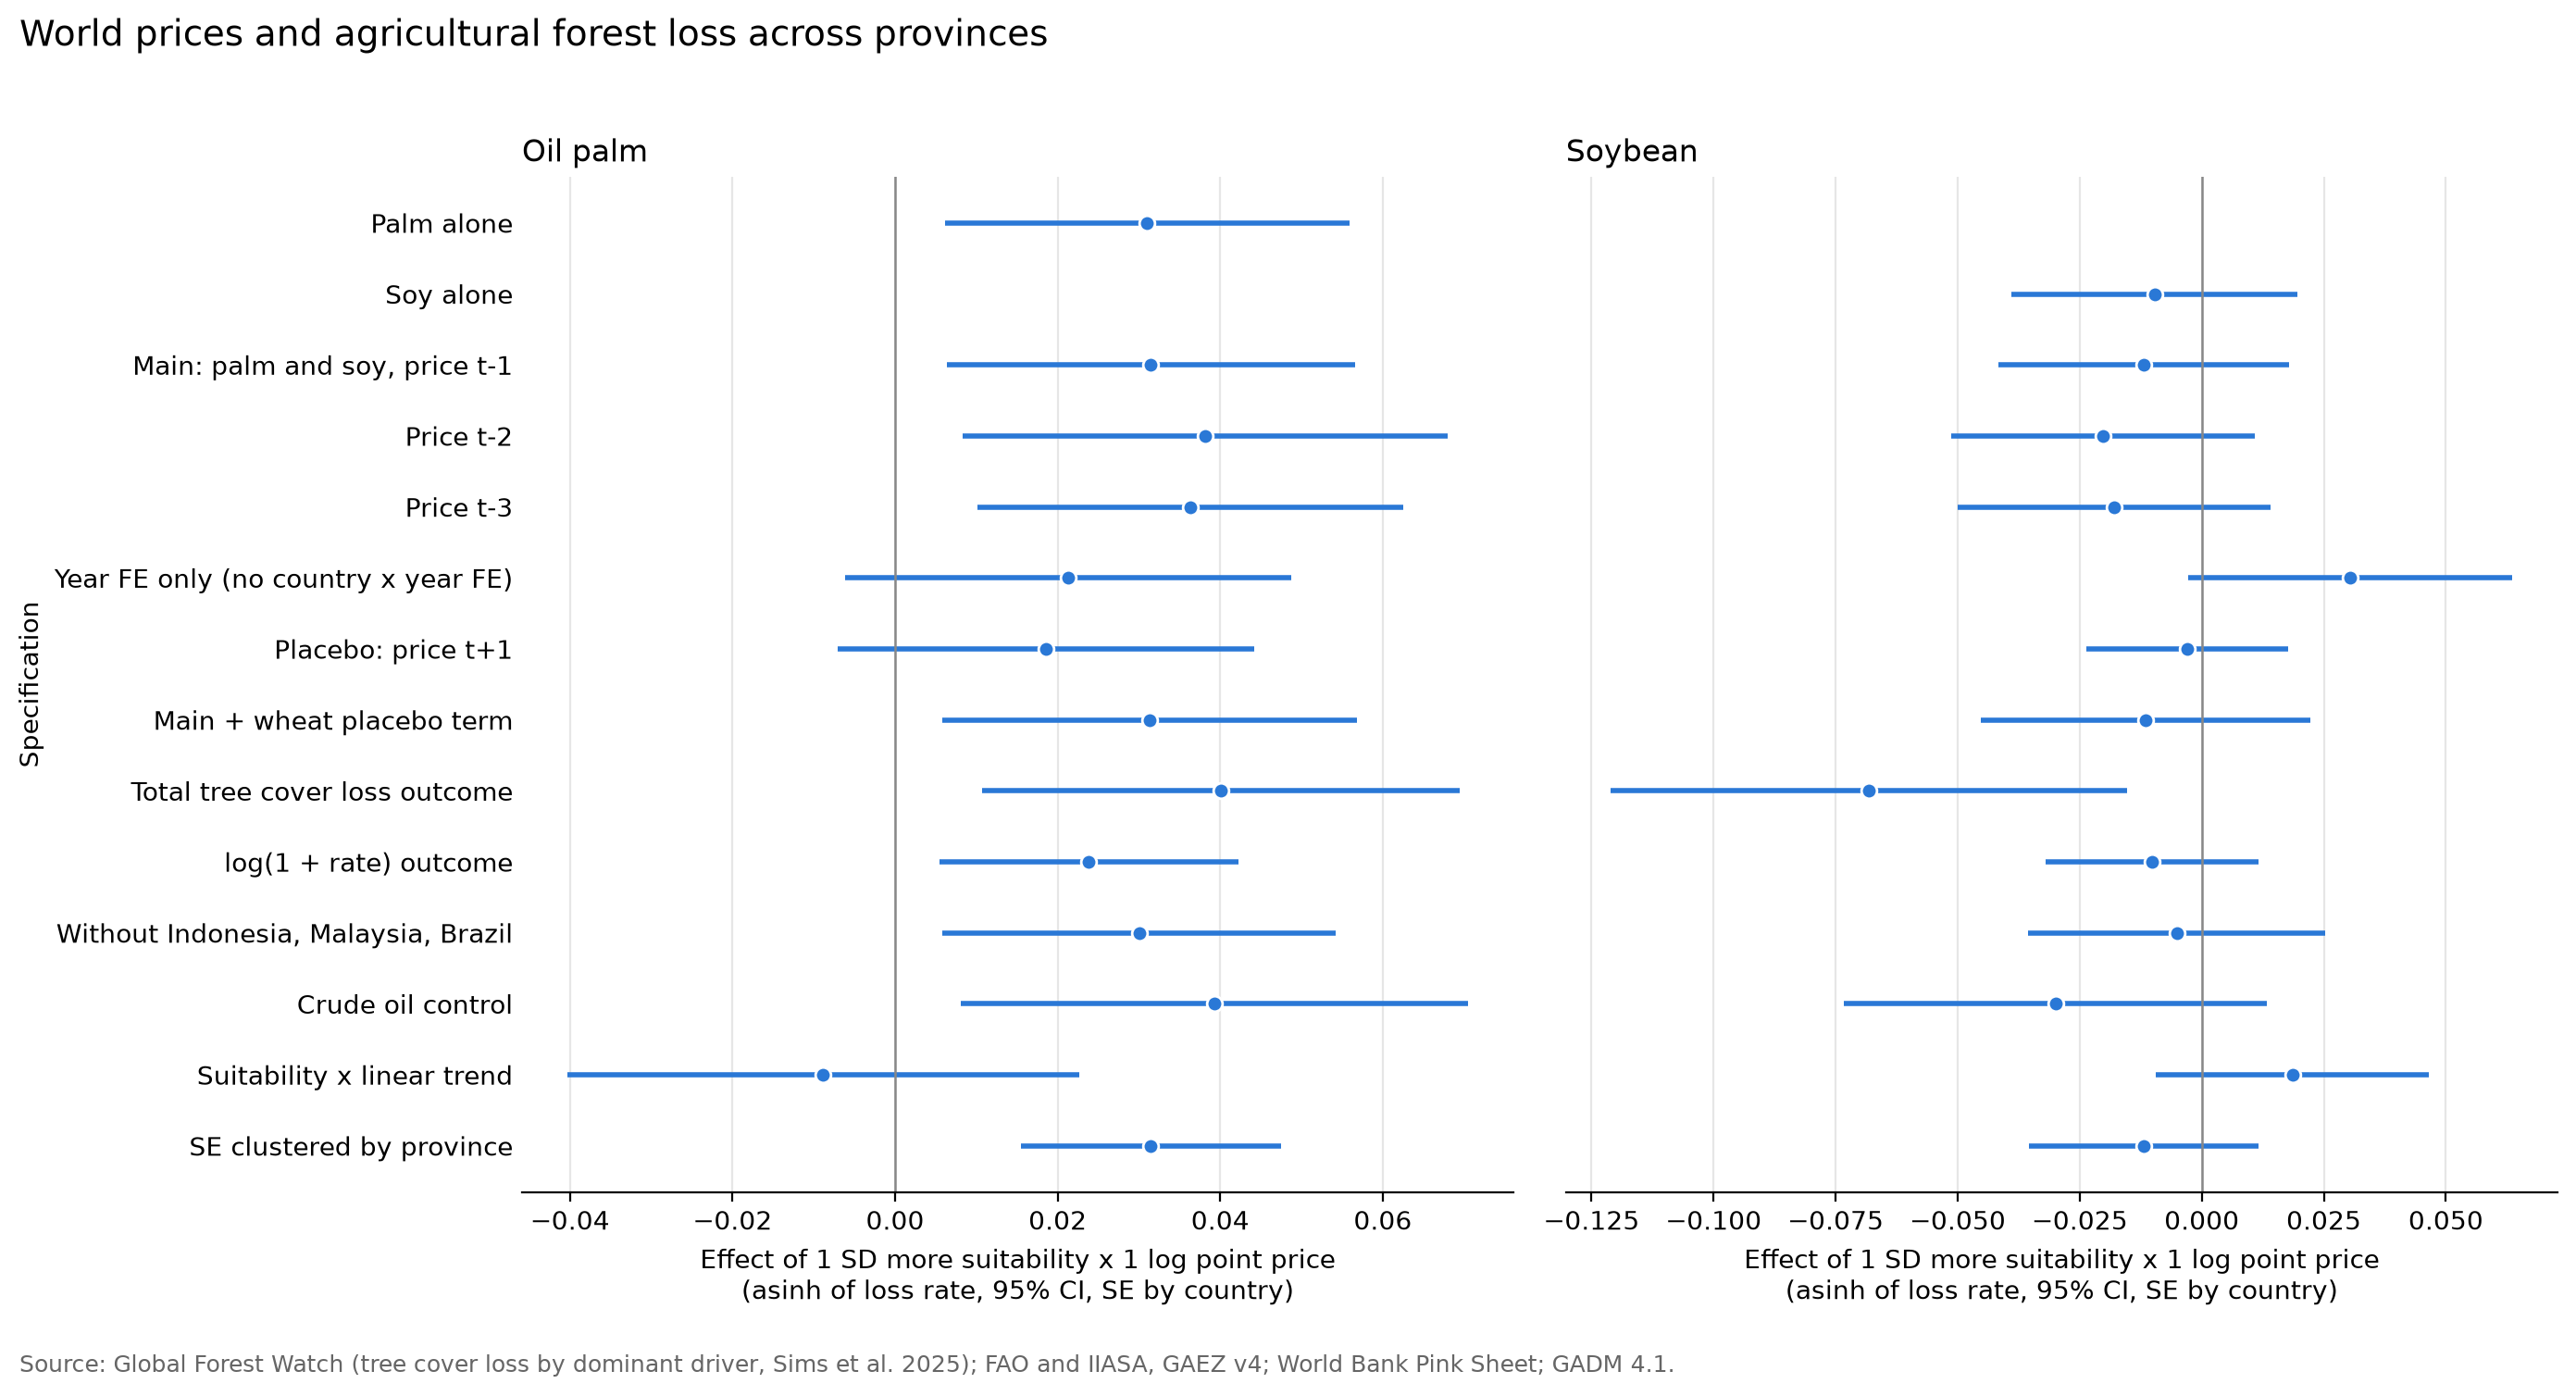 World prices and agricultural forest loss across provinces
Oil palm
Soybean
Specification
Palm alone
Soy alone
Main: palm and soy, price t-1
Price t-2
Price t-3
Year FE only (no country x year FE)
Placebo: price t+1
Main + wheat placebo term
Total tree cover loss outcome
log(1 + rate) outcome
Without Indonesia, Malaysia, Brazil
Crude oil control
Suitability x linear trend
SE clustered by province
−0.04 −0.02 0.00 0.02 0.04 0.06
−0.125 −0.100 −0.075 −0.050 −0.025 0.000 0.025 0.050
Effect of 1 SD more suitability x 1 log point price
(asinh of loss rate, 95% CI, SE by country)
Effect of 1 SD more suitability x 1 log point price
(asinh of loss rate, 95% CI, SE by country)
Source: Global Forest Watch (tree cover loss by dominant driver, Sims et al. 2025); FAO and IIASA, GAEZ v4; World Bank Pink Sheet; GADM 4.1.